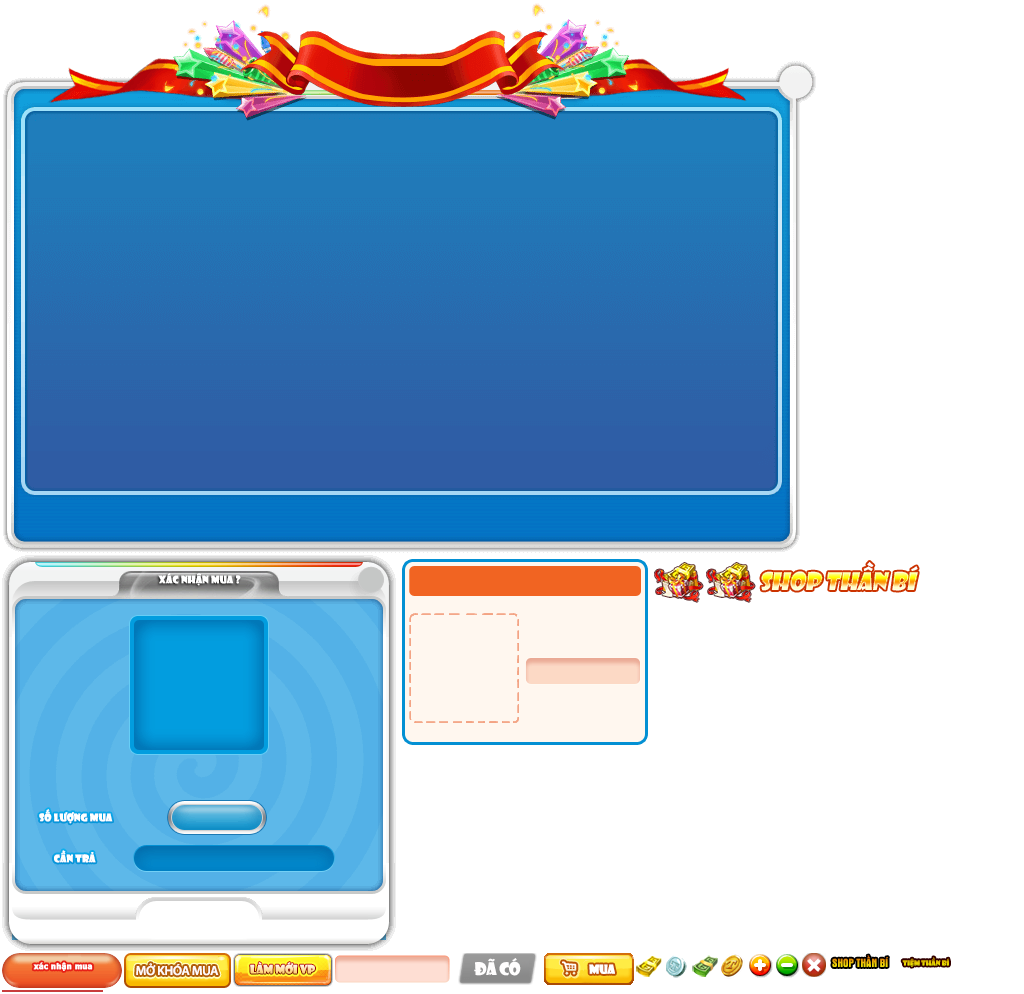 XÁC NHẬN MUA ?
SHOP THẦN BÍ
SỐ LƯỢNG MUA
CẦN TRẢ
xác nhận mua
MỞ KHÓA MUA
LÀM MỚI VP
ĐÃ CÓ
MUA
SHOP THẦN BÍ
TIỆM THẦN BÍ